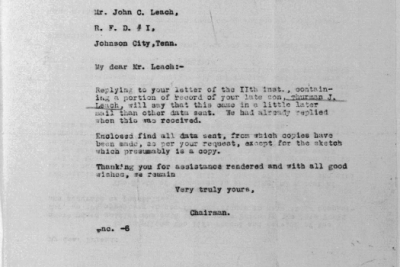 Mr. John C. Leach,
R. F. D. # I,
Johnson City, Tenn.
My dear Mr. Leach:-
Replying to your letter of the IIth inst., contain-
ing a portion of record of your late son, Thurman J.
Leach, will say that this came in a little later
mail than other data sent. We had already replied
when this was received.
Enclosed find all data sent, from which copies have
been made, as per your request, except for the sketch
which presumably is a copy.
Thanking you for assistance rendered and with all good
wishes, we remain
Very truly yours,
Chairman.
nc. -6